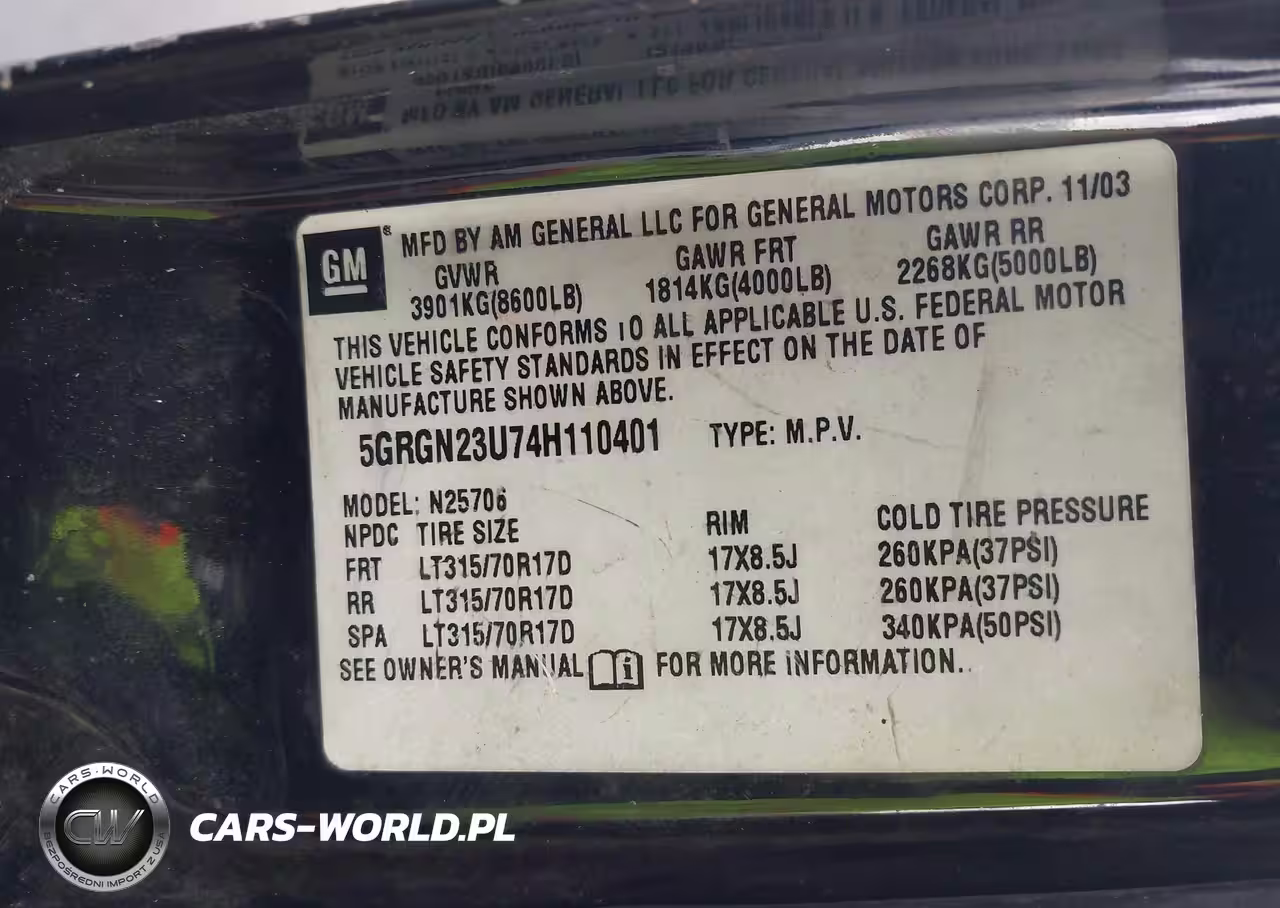 GM ® MFD BY AM GENERAL LLC FOR GENERAL MOTORS CORP. 11/03
GVWR GAWR FRT GAWR RR
3901KG(8600LB) 1814KG(4000LB) 2268KG(5000LB)
THIS VEHICLE CONFORMS TO ALL APPLICABLE U.S. FEDERAL MOTOR
VEHICLE SAFETY STANDARDS IN EFFECT ON THE DATE OF
MANUFACTURE SHOWN ABOVE.
5GRGN23U74H110401 TYPE: M.P.V.
MODEL: N25706
NPDC TIRE SIZE RIM COLD TIRE PRESSURE
FRT LT315/70R17D 17X8.5J 260KPA(37PSI)
RR LT315/70R17D 17X8.5J 260KPA(37PSI)
SPA LT315/70R17D 17X8.5J 340KPA(50PSI)
SEE OWNER'S MANUAL i FOR MORE INFORMATION.
CARS-WORLD
CW
BEZPOŚREDNI IMPORT Z USA
CARS-WORLD.PL